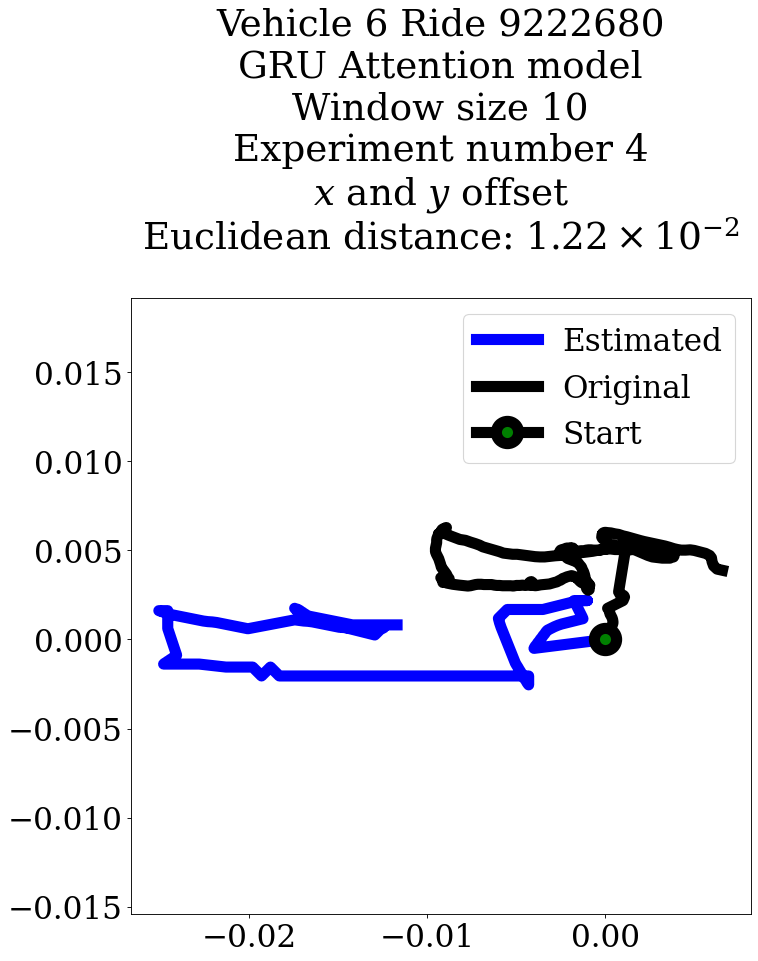 Vehicle 6 Ride 9222680
GRU Attention model
Window size 10
Experiment number 4
x and y offset
Euclidean distance: 1.22 × 10⁻²
Estimated
Original
Start
0.015
0.010
0.005
0.000
−0.005
−0.010
−0.015
−0.02 −0.01 0.00